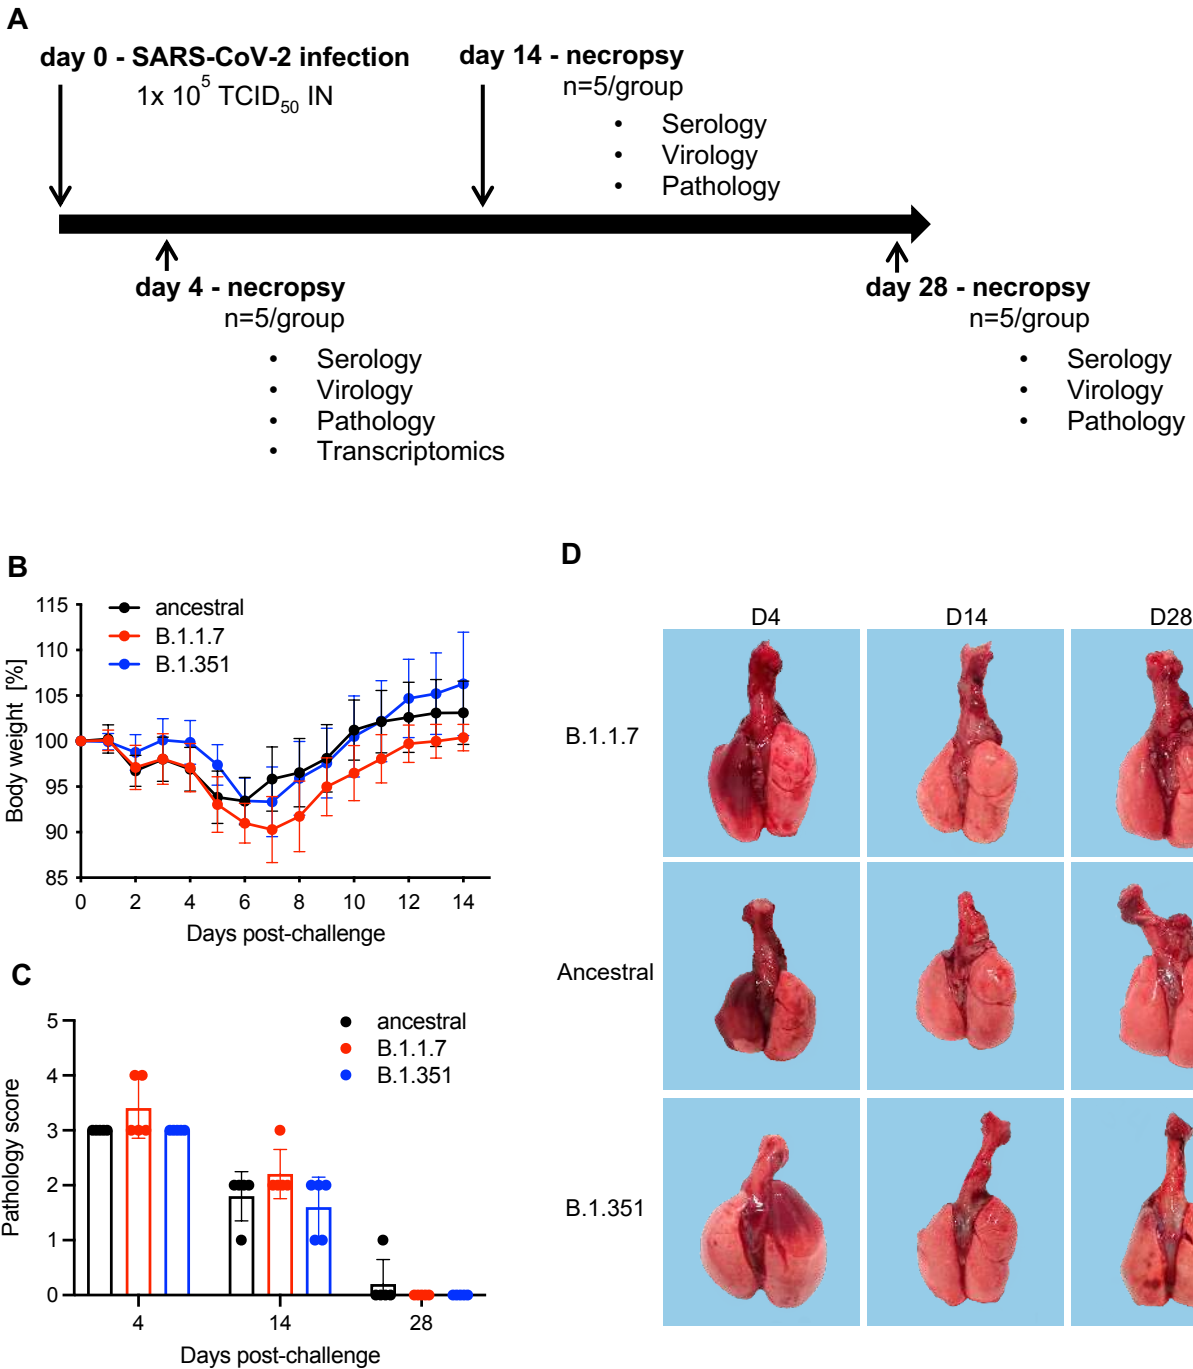 A
day 0 - SARS-CoV-2 infection
1x 10⁵ TCID₅₀ IN
day 14 - necropsy
n=5/group
• Serology
• Virology
• Pathology
day 4 - necropsy
n=5/group
• Serology
• Virology
• Pathology
• Transcriptomics
day 28 - necropsy
n=5/group
• Serology
• Virology
• Pathology
B
115
110
105
100
95
90
85
Body weight [%]
ancestral
B.1.1.7
B.1.351
0 2 4 6 8 10 12 14
Days post-challenge
C
5
4
3
2
1
0
Pathology score
ancestral
B.1.1.7
B.1.351
4 14 28
Days post-challenge
D
D4 D14 D28
B.1.1.7
Ancestral
B.1.351